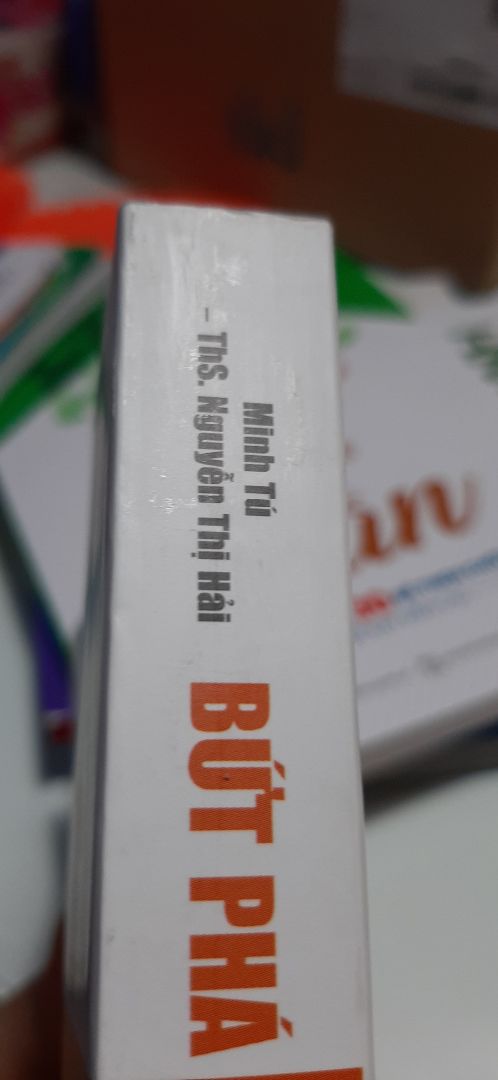 Minh Tú
– ThS. Nguyễn Thị Hải
BỨT PHÁ